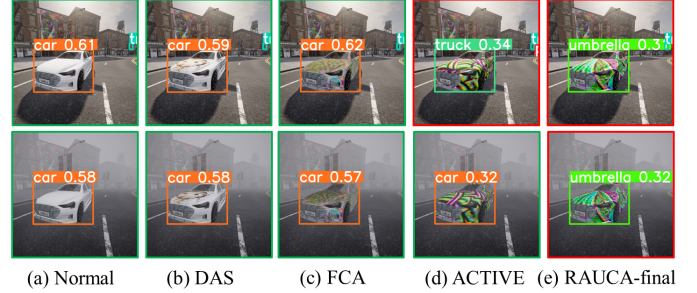 car 0.61
car 0.59
car 0.62
truck 0.34
umbrella 0.3
car 0.58
car 0.58
car 0.57
car 0.32
umbrella 0.32
(a) Normal
(b) DAS
(c) FCA
(d) ACTIVE
(e) RAUCA-final